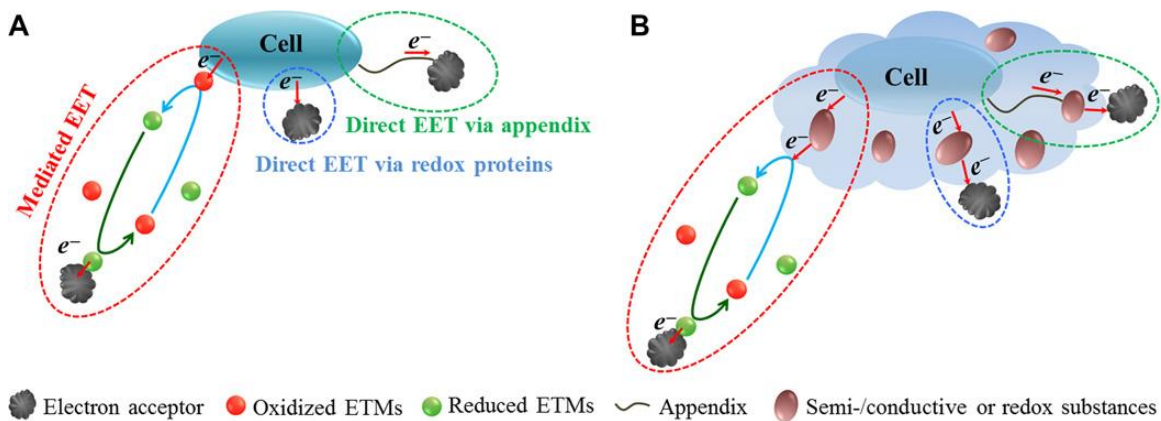 A
Cell
e⁻
e⁻
e⁻
Mediated EET
Direct EET via appendix
Direct EET via redox proteins
e⁻
B
Cell
e⁻
e⁻
e⁻
e⁻
e⁻
e⁻
e⁻
Electron acceptor
Oxidized ETMs
Reduced ETMs
Appendix
Semi-/conductive or redox substances